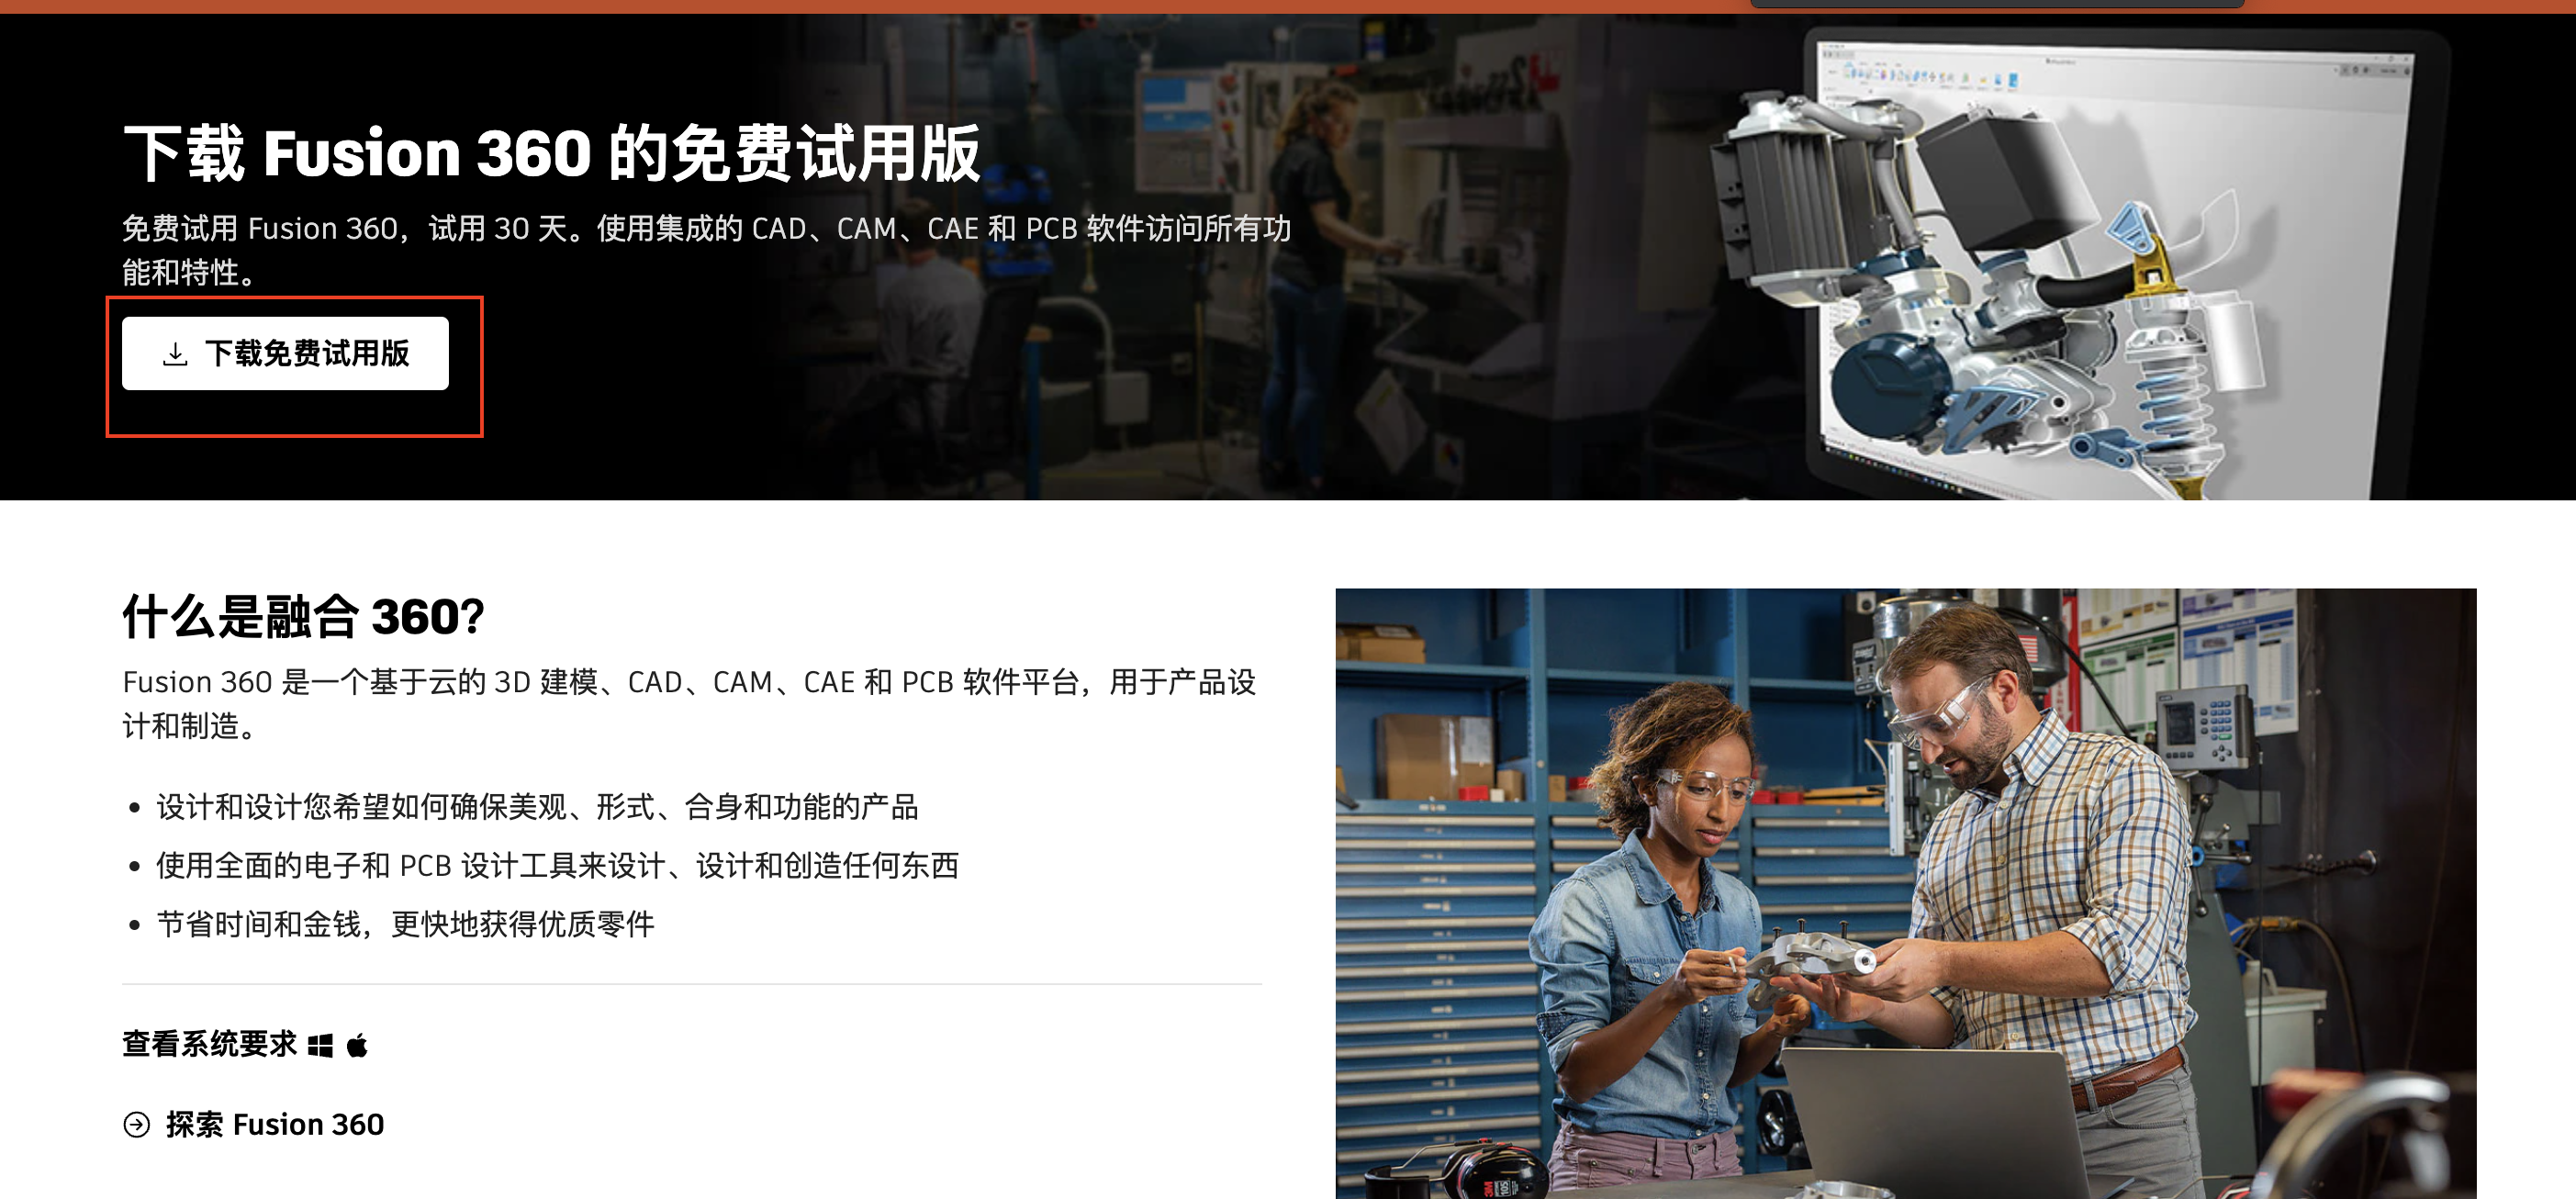 下载 Fusion 360 的免费试用版
免费试用 Fusion 360，试用 30 天。使用集成的 CAD、CAM、CAE 和 PCB 软件访问所有功
能和特性。
下载免费试用版
什么是融合 360？
Fusion 360 是一个基于云的 3D 建模、CAD、CAM、CAE 和 PCB 软件平台，用于产品设
计和制造。
• 设计和设计您希望如何确保美观、形式、合身和功能的产品
• 使用全面的电子和 PCB 设计工具来设计、设计和创造任何东西
• 节省时间和金钱，更快地获得优质零件
查看系统要求
探索 Fusion 360
3M